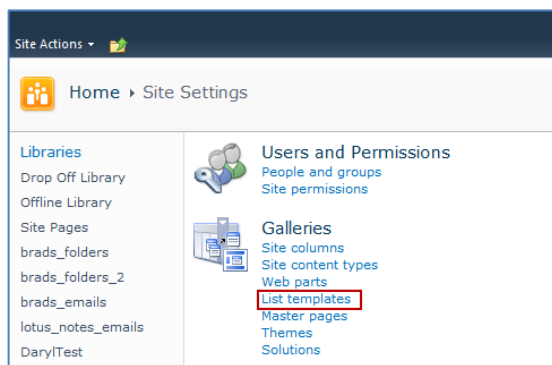 Site Actions
Home ▸ Site Settings
Libraries
Drop Off Library
Offline Library
Site Pages
brads_folders
brads_folders_2
brads_emails
lotus_notes_emails
DarylTest
Users and Permissions
People and groups
Site permissions
Galleries
Site columns
Site content types
Web parts
List templates
Master pages
Themes
Solutions